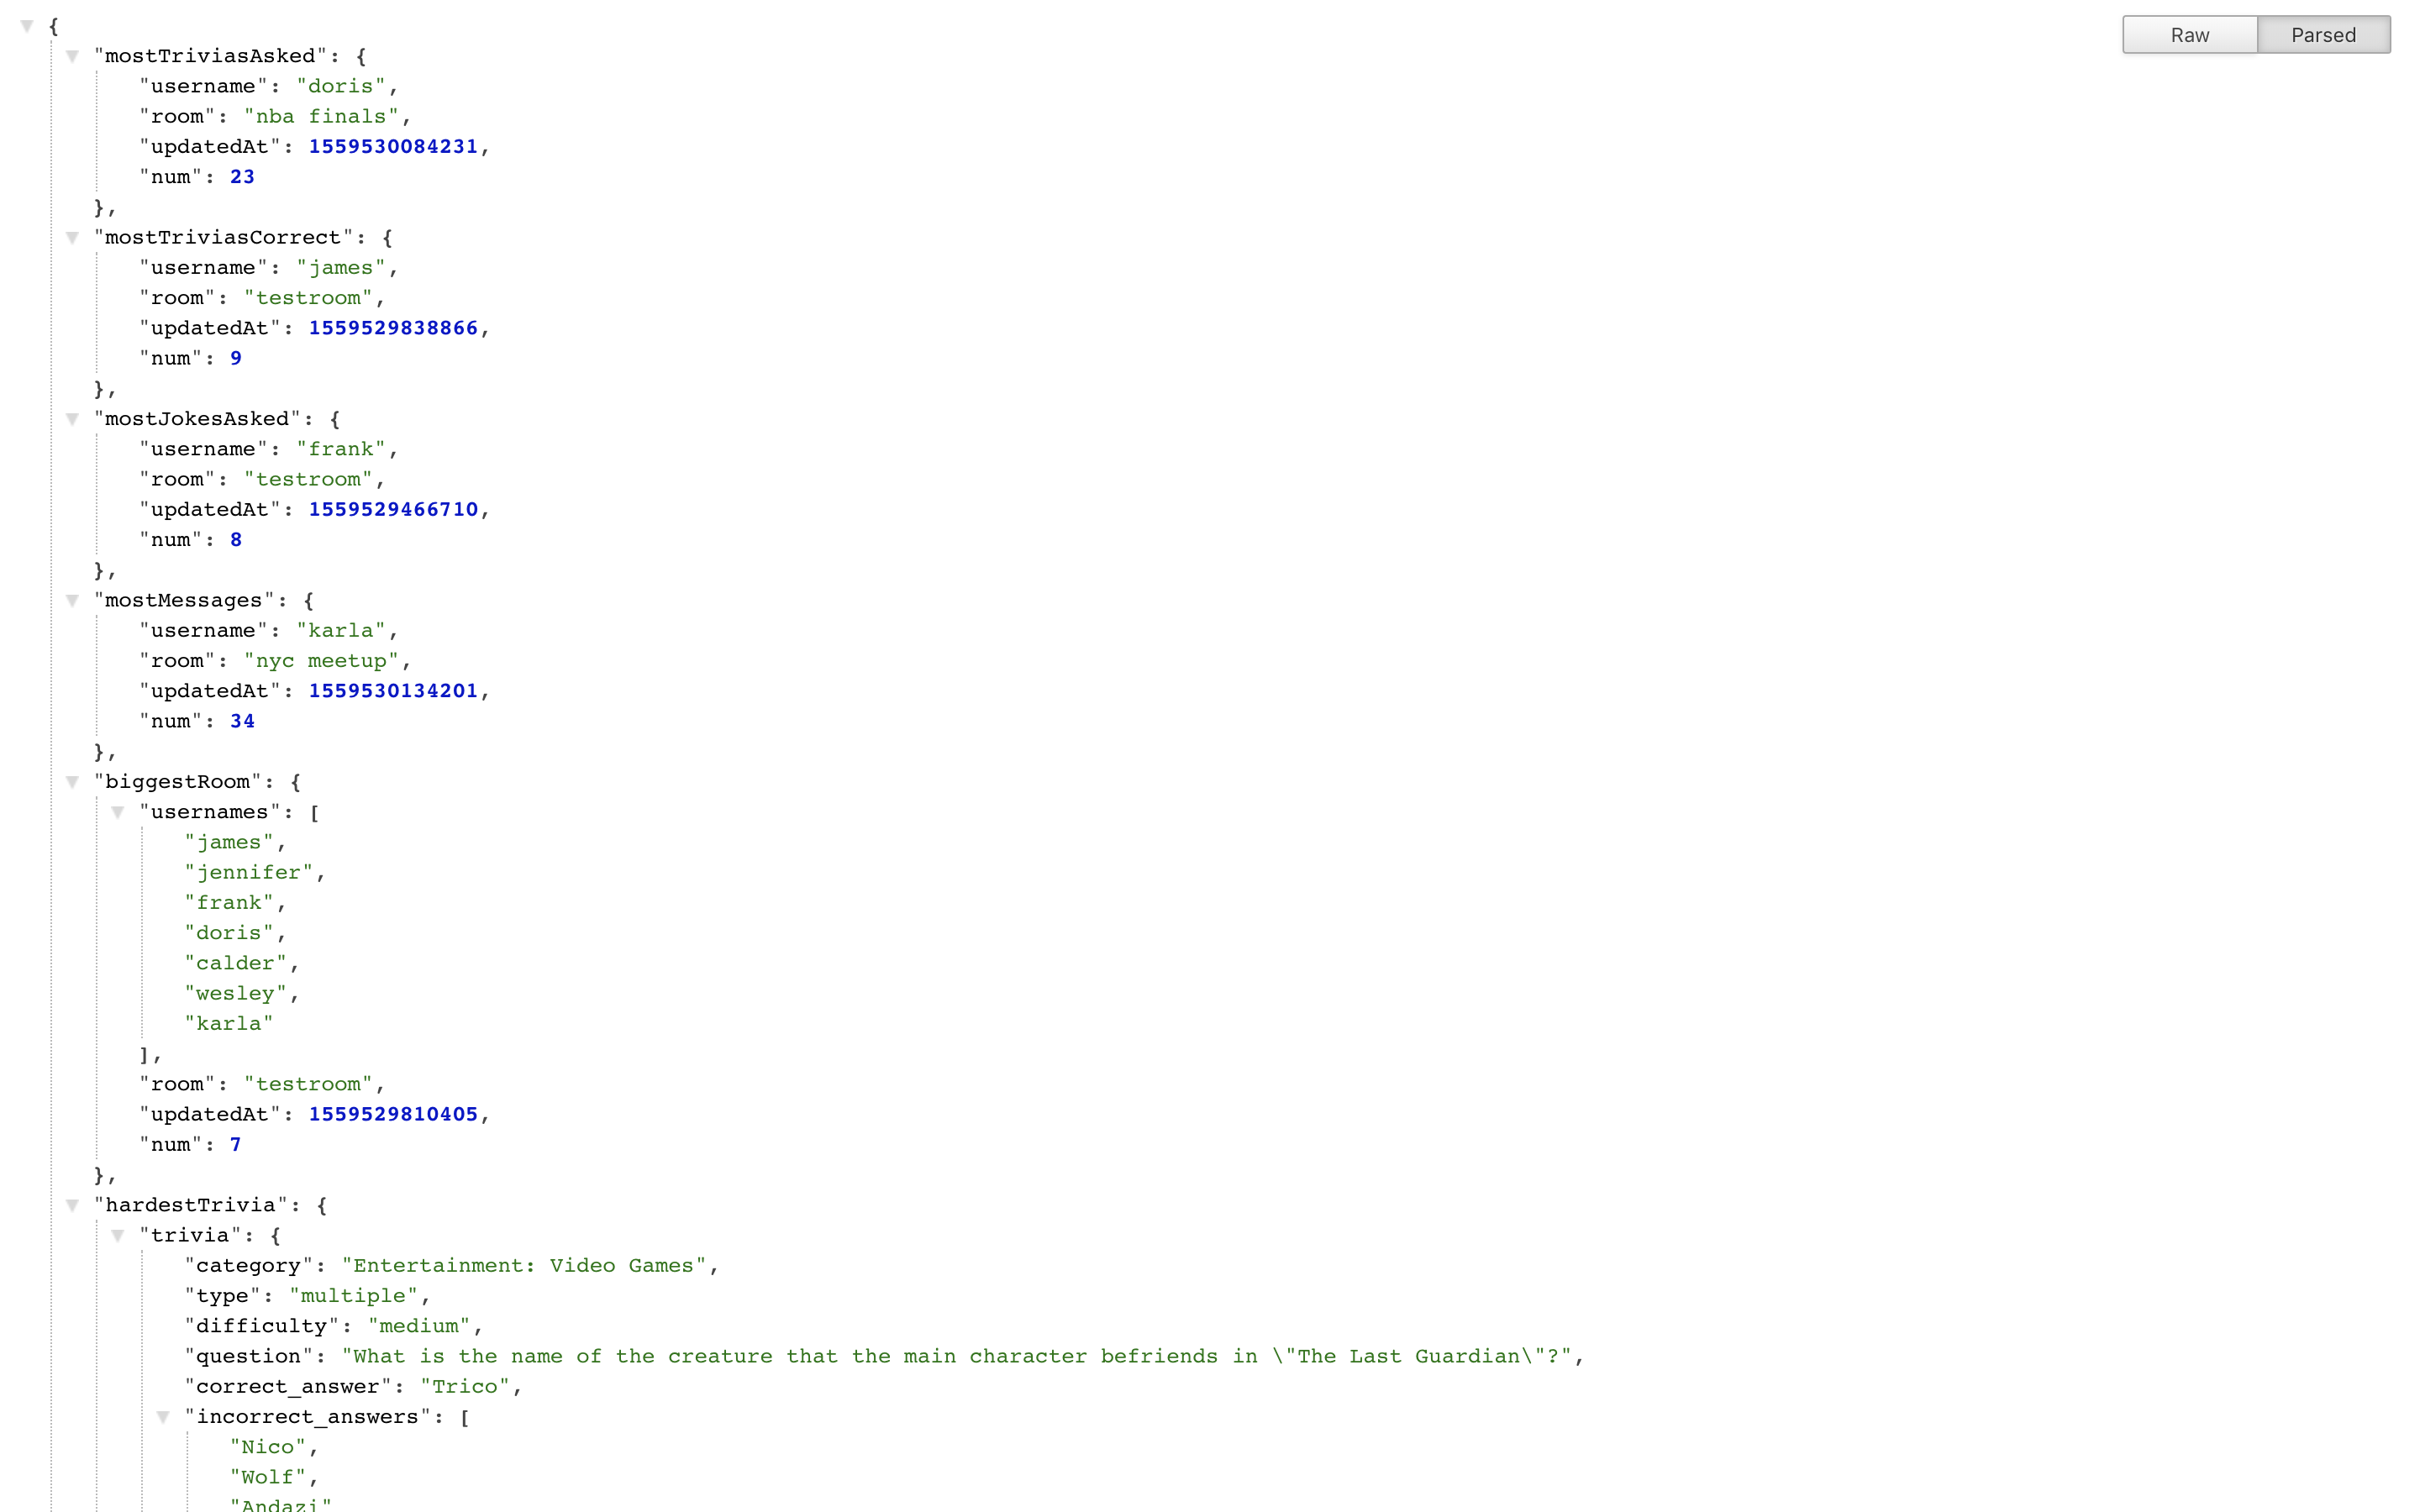 {
"mostTriviasAsked": {
"username": "doris",
"room": "nba finals",
"updatedAt": 1559530084231,
"num": 23
},
"mostTriviasCorrect": {
"username": "james",
"room": "testroom",
"updatedAt": 1559529838866,
"num": 9
},
"mostJokesAsked": {
"username": "frank",
"room": "testroom",
"updatedAt": 1559529466710,
"num": 8
},
"mostMessages": {
"username": "karla",
"room": "nyc meetup",
"updatedAt": 1559530134201,
"num": 34
},
"biggestRoom": {
"usernames": [
"james",
"jennifer",
"frank",
"doris",
"calder",
"wesley",
"karla"
],
"room": "testroom",
"updatedAt": 1559529810405,
"num": 7
},
"hardestTrivia": {
"trivia": {
"category": "Entertainment: Video Games",
"type": "multiple",
"difficulty": "medium",
"question": "What is the name of the creature that the main character befriends in \"The Last Guardian\"?",
"correct_answer": "Trico",
"incorrect_answers": [
"Nico",
"Wolf",
"Andazi"
Raw
Parsed